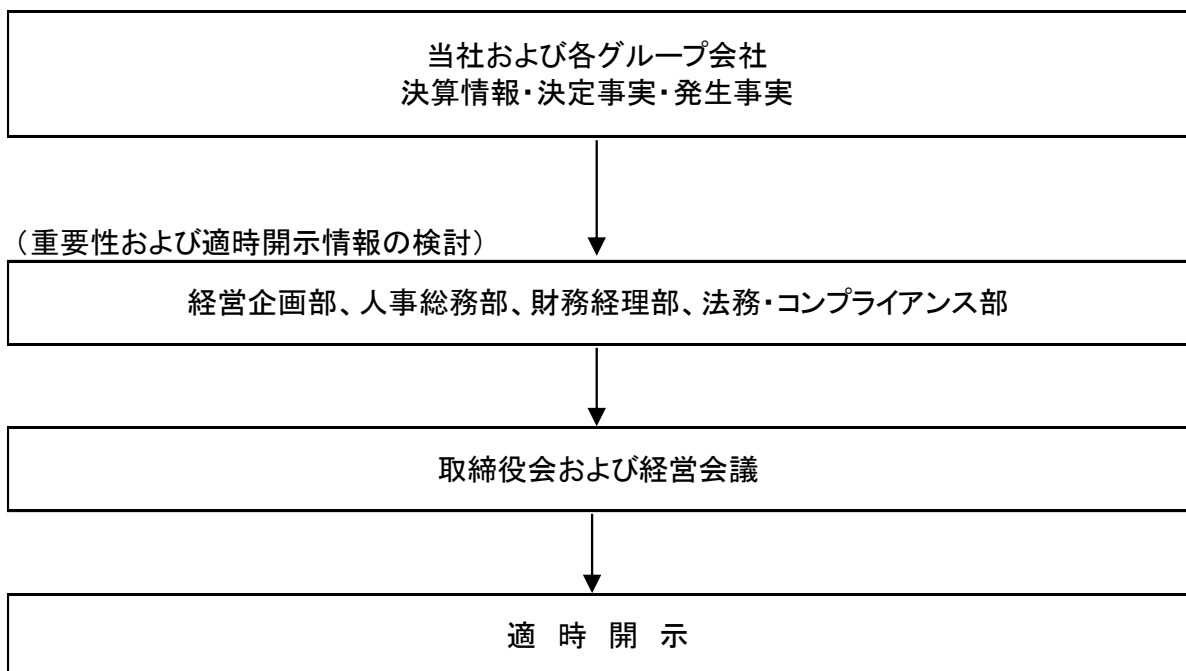 当社および各グループ会社
決算情報・決定事実・発生事実
（重要性および適時開示情報の検討）
経営企画部、人事総務部、財務経理部、法務・コンプライアンス部
取締役会および経営会議
適　時　開　示